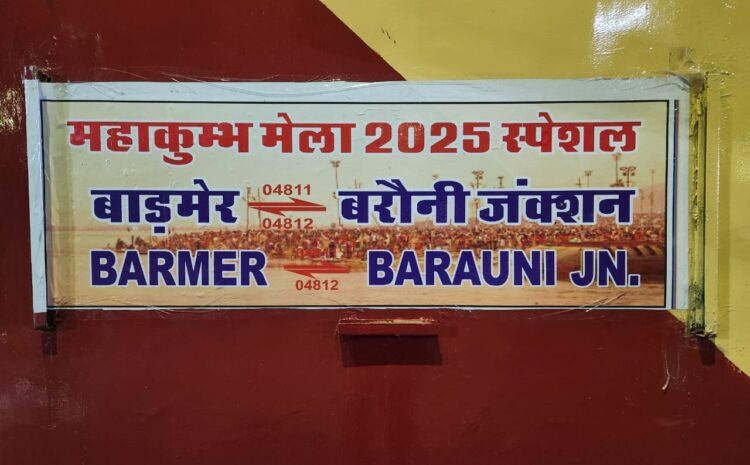 महाकुम्भ मेला 2025 स्पेशल
बाड़मेर 04811 04812 बरौनी जंक्शन
BARMER 04812 BARAUNI JN.